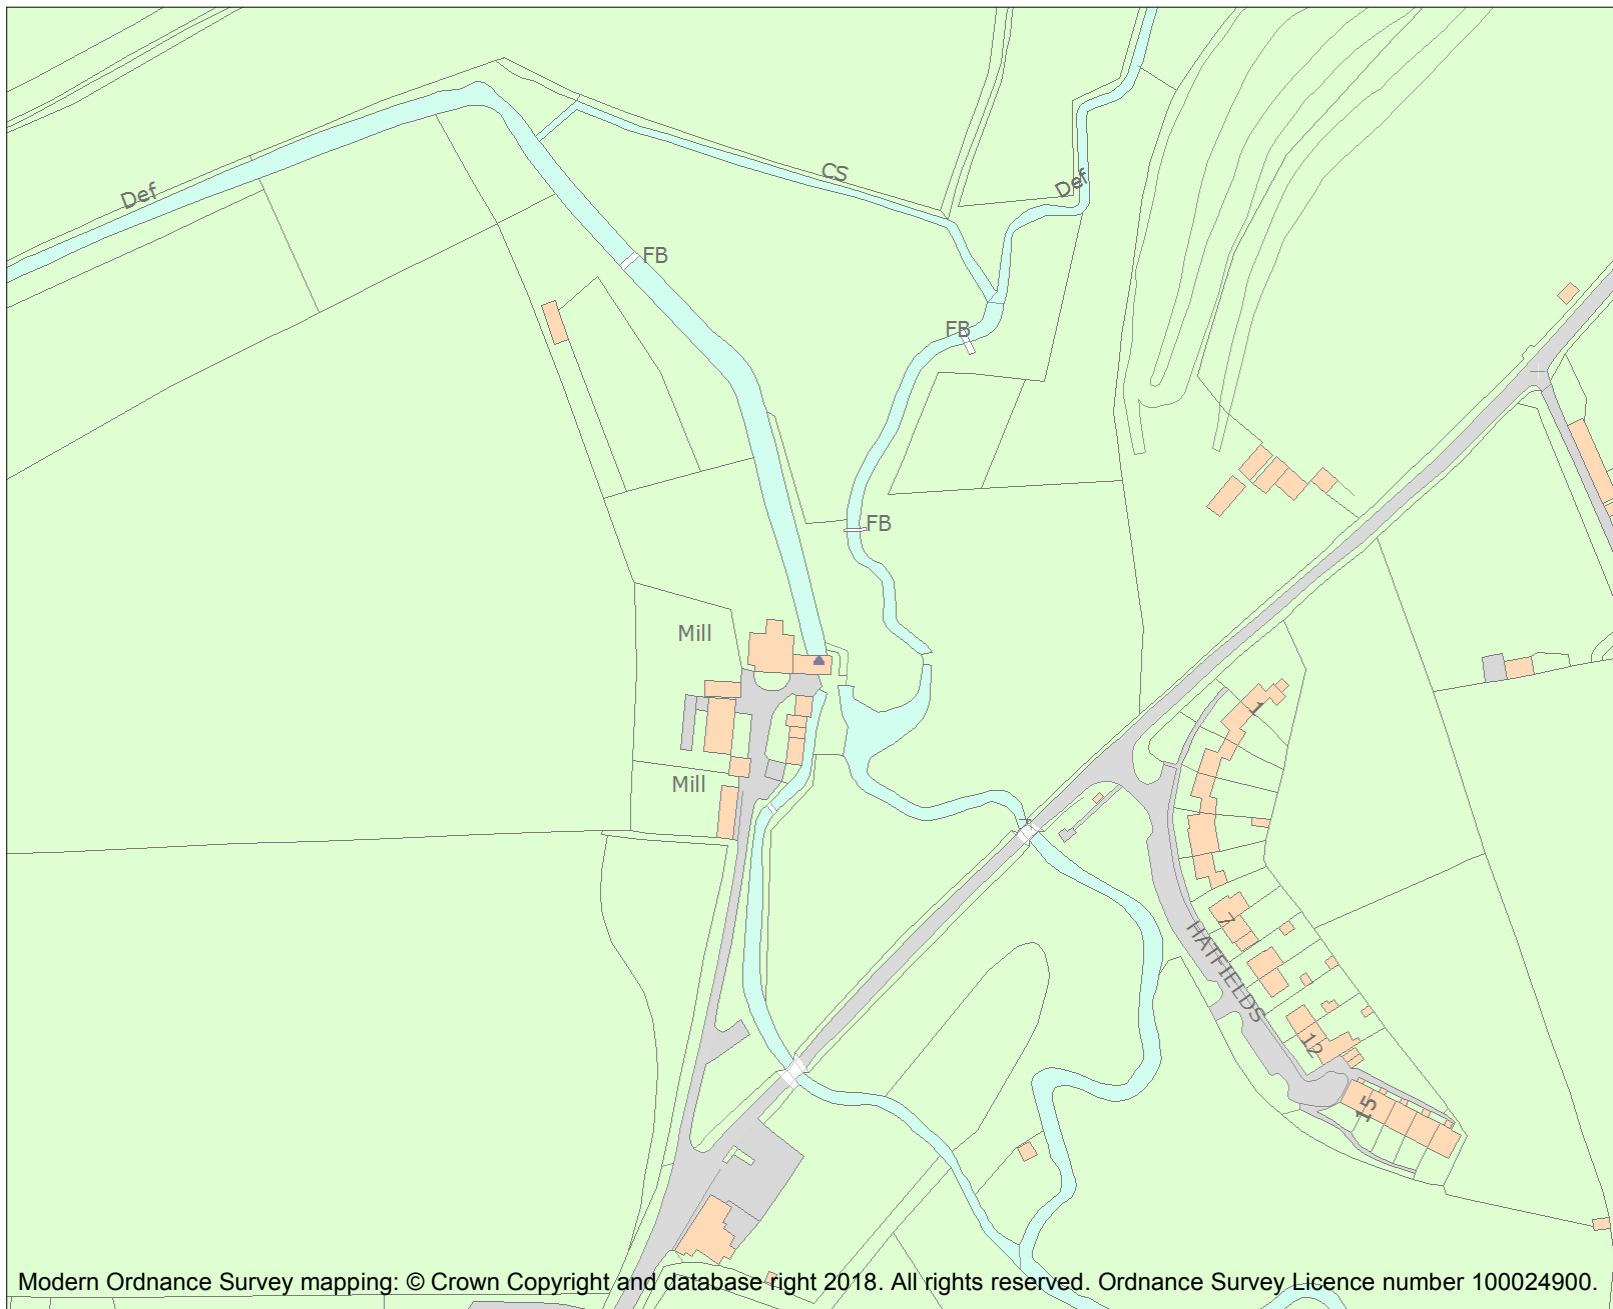 CS
Def
Def
FB
FB
FB
Mill
1
Mill
7
HATFIELDS
12
15
Modern Ordnance Survey mapping: © Crown Copyright and database right 2018. All rights reserved. Ordnance Survey Licence number 100024900.